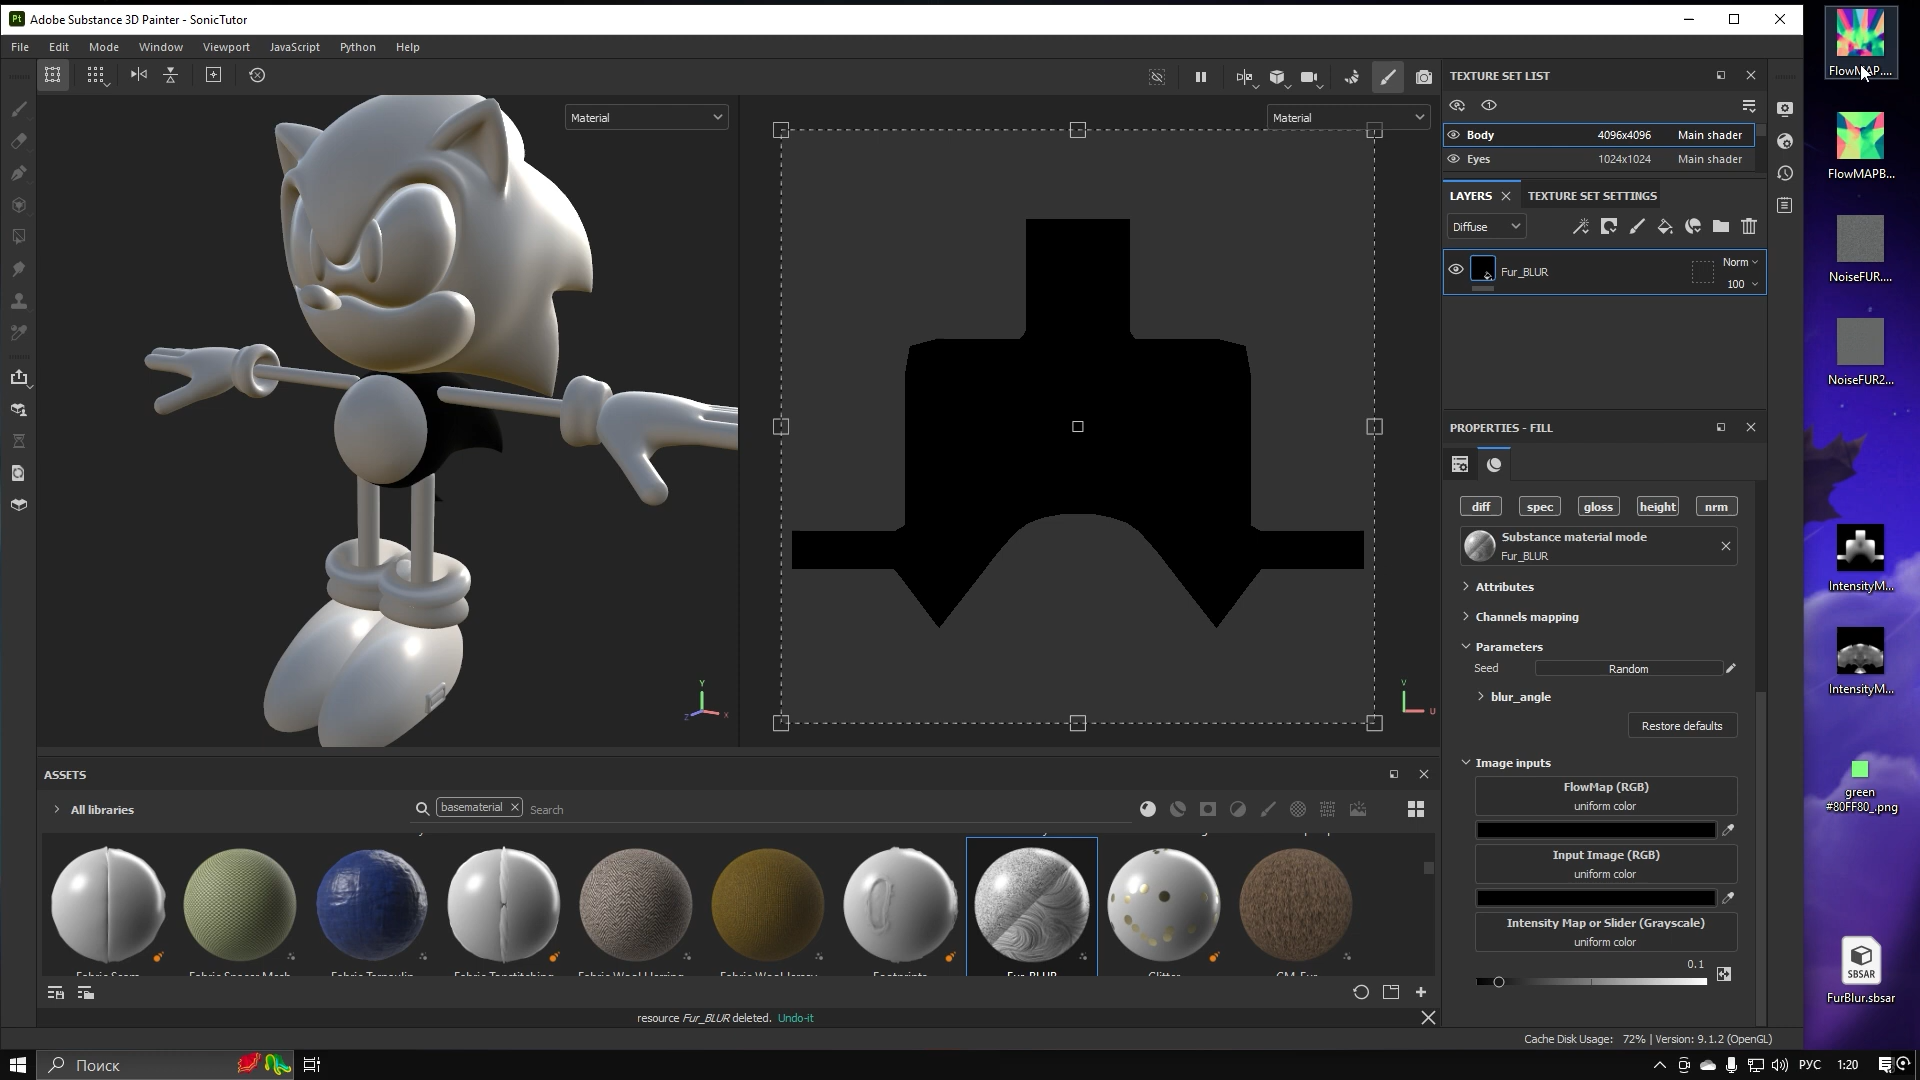 Pt Adobe Substance 3D Painter - SonicTutor
File Edit Mode Window Viewport JavaScript Python Help
Material
Material
TEXTURE SET LIST
Body 4096x4096 Main shader
Eyes 1024x1024 Main shader
LAYERS TEXTURE SET SETTINGS
Diffuse
Fur_BLUR
Norm
100
PROPERTIES - FILL
diff spec gloss height nrm
Substance material mode
Fur_BLUR
Attributes
Channels mapping
Parameters
Seed Random
blur_angle
Restore defaults
Image inputs
FlowMap (RGB)
uniform color
Input Image (RGB)
uniform color
Intensity Map or Slider (Grayscale)
uniform color
0.1
Y
Z X
V
U
ASSETS
All libraries
basematerial
Search
resource Fur_BLUR deleted. Undo-it
Cache Disk Usage: 72% | Version: 9.1.2 (OpenGL)
FlowMAP....
FlowMAPB...
NoiseFUR....
NoiseFUR2...
IntensityM...
IntensityM...
green
#80FF80_.png
SBSAR
FurBlur.sbsar
Поиск
РУС
1:20